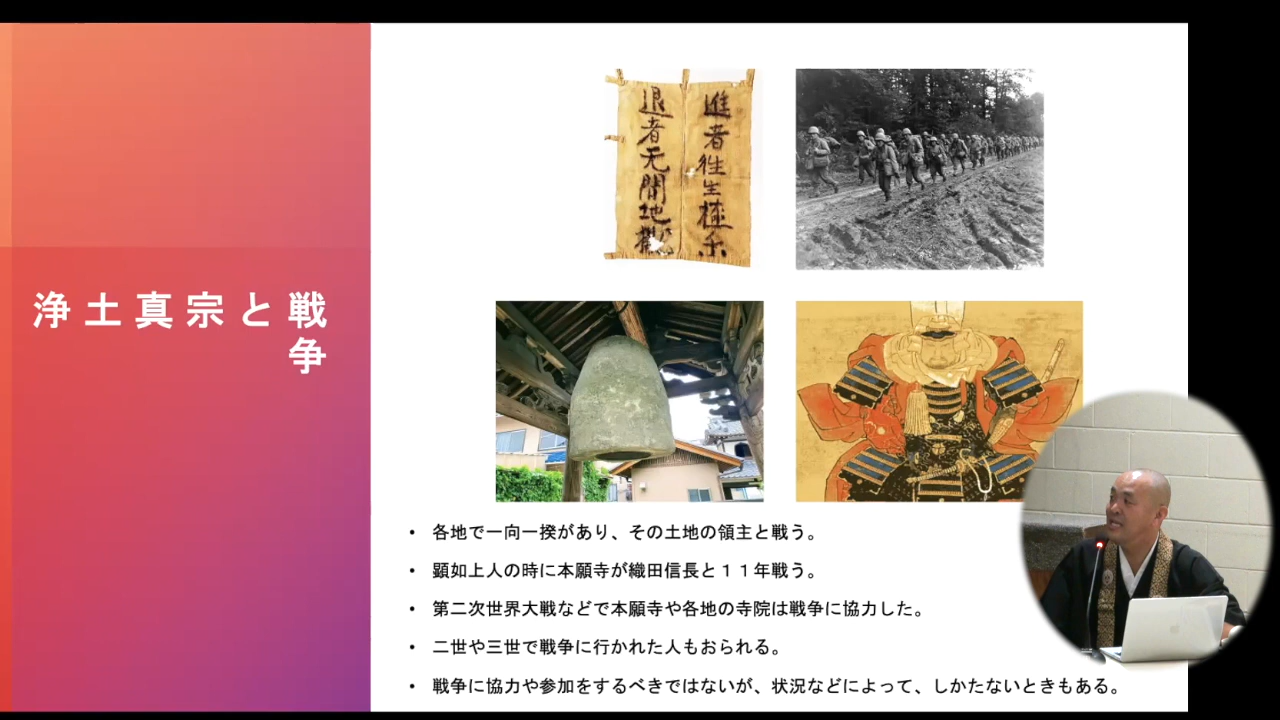 浄土真宗と戦
争
進者往生極楽
退者无間地獄
• 各地で一向一揆があり、その土地の領主と戦う。
• 顕如上人の時に本願寺が織田信長と１１年戦う。
• 第二次世界大戦などで本願寺や各地の寺院は戦争に協力した。
• 二世や三世で戦争に行かれた人もおられる。
• 戦争に協力や参加をするべきではないが、状況などによって、しかたないときもある。